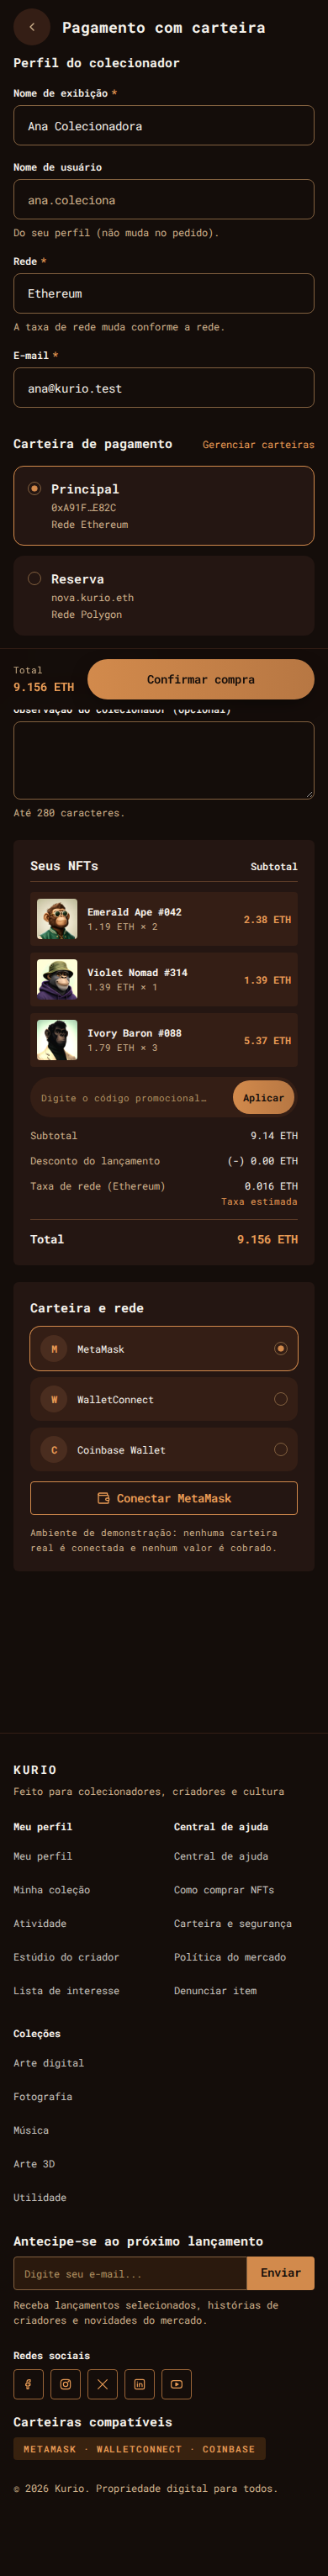 Pagamento com carteira
Perfil do colecionador
Nome de exibição *
Ana Colecionadora
Nome de usuário
ana.coleciona
Do seu perfil (não muda no pedido).
Rede *
Ethereum
A taxa de rede muda conforme a rede.
E-mail *
ana@kurio.test
Carteira de pagamento
Gerenciar carteiras
Principal
0xA91F…E82C
Rede Ethereum
Reserva
nova.kurio.eth
Rede Polygon
Total
9.156 ETH
Confirmar compra
Observação do colecionador (opcional)
Até 280 caracteres.
Seus NFTs
Subtotal
Emerald Ape #042
1.19 ETH × 2
2.38 ETH
Violet Nomad #314
1.39 ETH × 1
1.39 ETH
Ivory Baron #088
1.79 ETH × 3
5.37 ETH
Digite o código promocional…
Aplicar
Subtotal
9.14 ETH
Desconto do lançamento
(-) 0.00 ETH
Taxa de rede (Ethereum)
0.016 ETH
Taxa estimada
Total
9.156 ETH
Carteira e rede
M
MetaMask
W
WalletConnect
C
Coinbase Wallet
Conectar MetaMask
Ambiente de demonstração: nenhuma carteira
real é conectada e nenhum valor é cobrado.
KURIO
Feito para colecionadores, criadores e cultura
Meu perfil
Meu perfil
Minha coleção
Atividade
Estúdio do criador
Lista de interesse
Central de ajuda
Central de ajuda
Como comprar NFTs
Carteira e segurança
Política do mercado
Denunciar item
Coleções
Arte digital
Fotografia
Música
Arte 3D
Utilidade
Antecipe-se ao próximo lançamento
Digite seu e-mail...
Enviar
Receba lançamentos selecionados, histórias de
criadores e novidades do mercado.
Redes sociais
Carteiras compatíveis
METAMASK · WALLETCONNECT · COINBASE
© 2026 Kurio. Propriedade digital para todos.